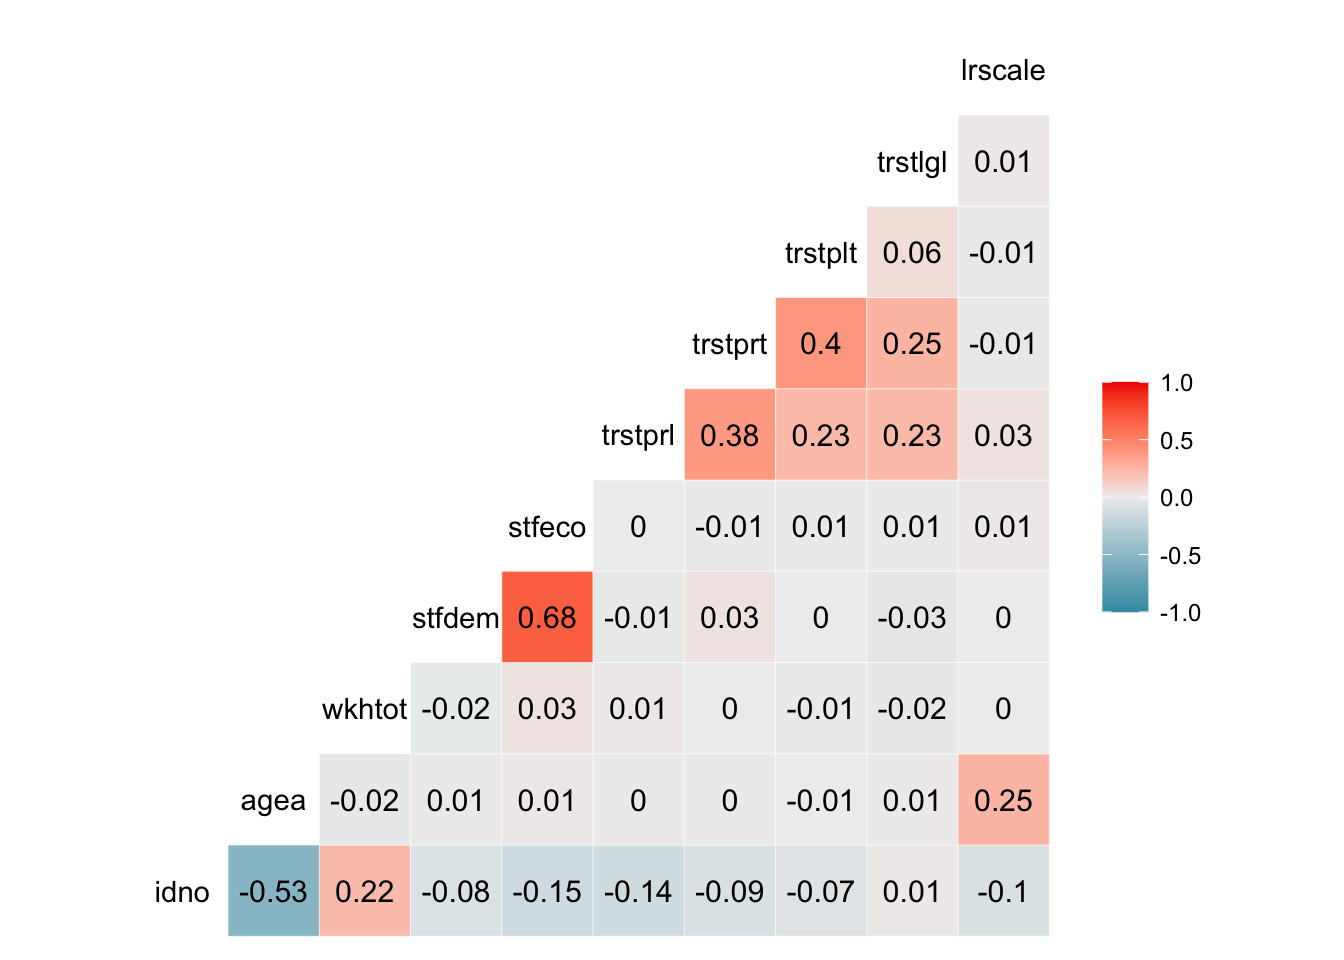 lrscale
trstlgl 0.01
trstplt 0.06 -0.01
trstprt 0.4 0.25 -0.01
trstprl 0.38 0.23 0.23 0.03
stfeco 0 -0.01 0.01 0.01 0.01
stfdem 0.68 -0.01 0.03 0 -0.03 0
wkhtot -0.02 0.03 0.01 0 -0.01 -0.02 0
agea -0.02 0.01 0.01 0 0 -0.01 0.01 0.25
idno -0.53 0.22 -0.08 -0.15 -0.14 -0.09 -0.07 0.01 -0.1
1.0
0.5
0.0
-0.5
-1.0